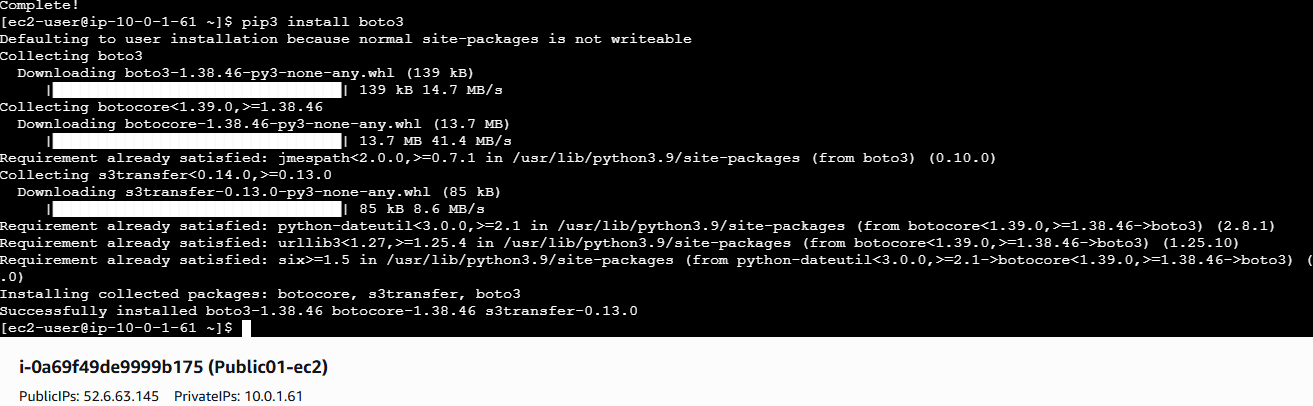 Complete!
[ec2-user@ip-10-0-1-61 ~]$ pip3 install boto3
Defaulting to user installation because normal site-packages is not writeable
Collecting boto3
  Downloading boto3-1.38.46-py3-none-any.whl (139 kB)
     |████████████████████████████████| 139 kB 14.7 MB/s
Collecting botocore<1.39.0,>=1.38.46
  Downloading botocore-1.38.46-py3-none-any.whl (13.7 MB)
     |████████████████████████████████| 13.7 MB 41.4 MB/s
Requirement already satisfied: jmespath<2.0.0,>=0.7.1 in /usr/lib/python3.9/site-packages (from boto3) (0.10.0)
Collecting s3transfer<0.14.0,>=0.13.0
  Downloading s3transfer-0.13.0-py3-none-any.whl (85 kB)
     |████████████████████████████████| 85 kB 8.6 MB/s
Requirement already satisfied: python-dateutil<3.0.0,>=2.1 in /usr/lib/python3.9/site-packages (from botocore<1.39.0,>=1.38.46->boto3) (2.8.1)
Requirement already satisfied: urllib3<1.27,>=1.25.4 in /usr/lib/python3.9/site-packages (from botocore<1.39.0,>=1.38.46->boto3) (1.25.10)
Requirement already satisfied: six>=1.5 in /usr/lib/python3.9/site-packages (from python-dateutil<3.0.0,>=2.1->botocore<1.39.0,>=1.38.46->boto3) (
.0)
Installing collected packages: botocore, s3transfer, boto3
Successfully installed boto3-1.38.46 botocore-1.38.46 s3transfer-0.13.0
[ec2-user@ip-10-0-1-61 ~]$
i-0a69f49de9999b175 (Public01-ec2)
PublicIPs: 52.6.63.145 PrivateIPs: 10.0.1.61